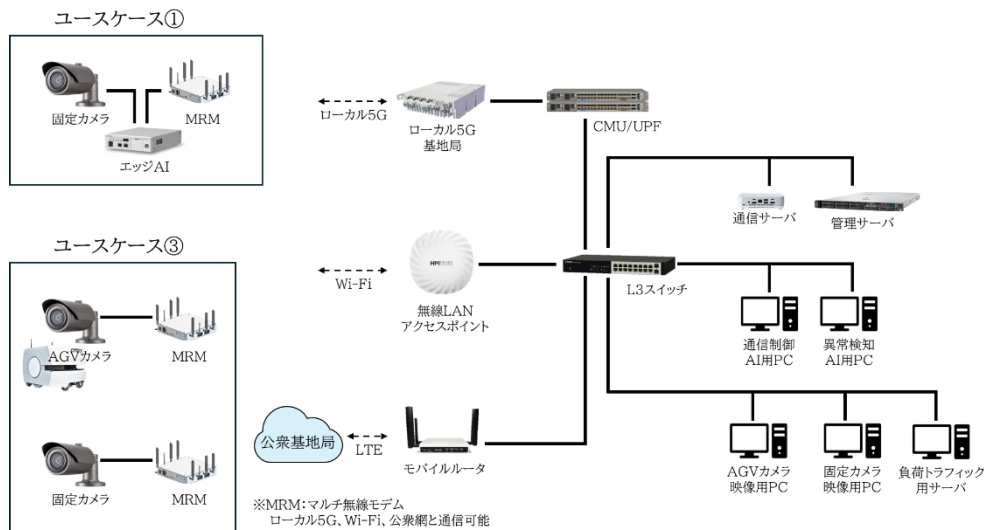 ユースケース①
固定カメラ
MRM
エッジAI
ローカル5G
ローカル5G
基地局
CMU/UPF
通信サーバ
管理サーバ
ユースケース③
AGVカメラ
MRM
固定カメラ
MRM
Wi-Fi
無線LAN
アクセスポイント
L3スイッチ
通信制御
AI用PC
異常検知
AI用PC
公衆基地局
LTE
モバイルルータ
AGVカメラ
映像用PC
固定カメラ
映像用PC
負荷トラフィック
用サーバ
※MRM:マルチ無線モデム
ローカル5G、Wi-Fi、公衆網と通信可能